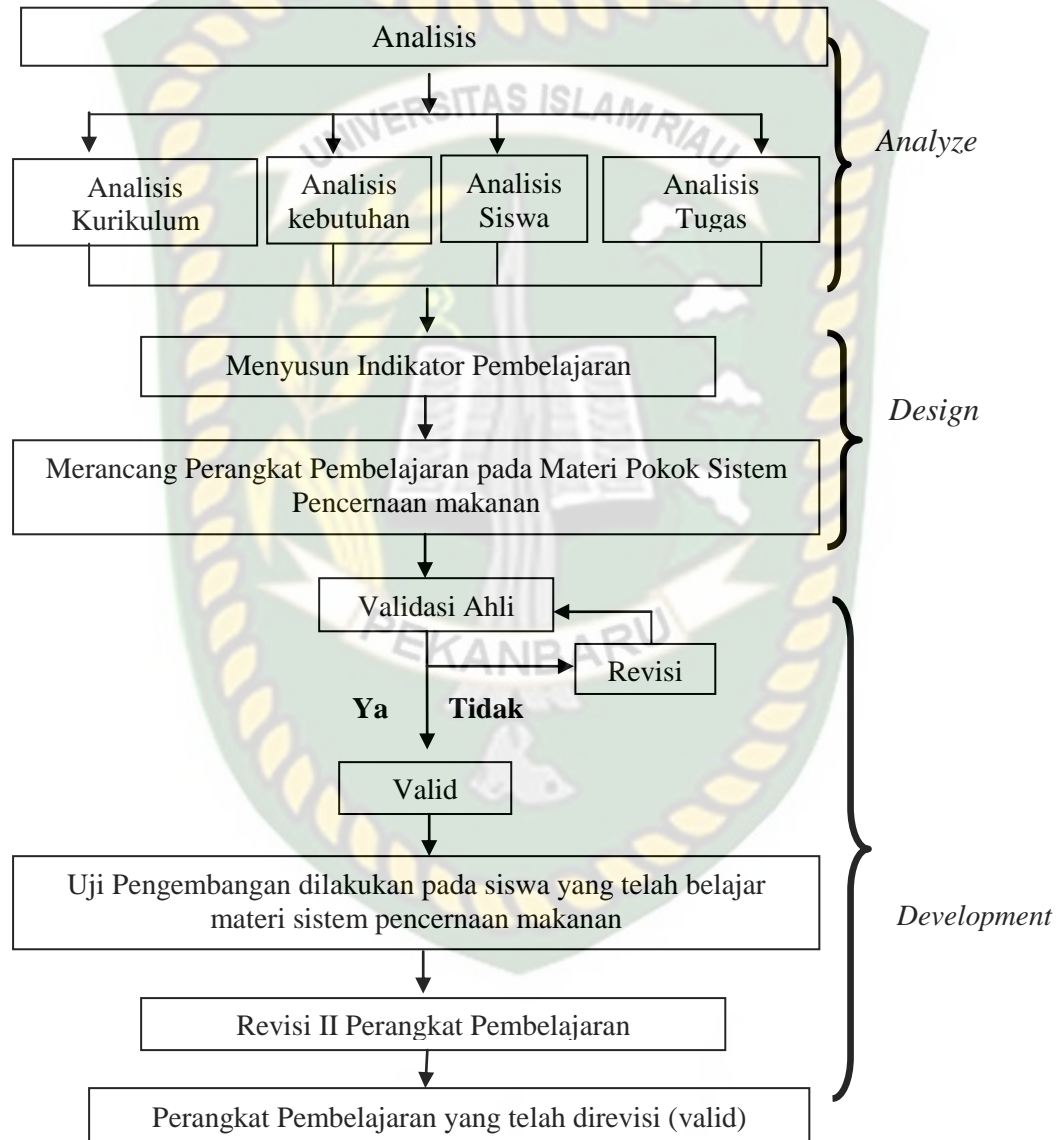 Analisis
UNIVERSITAS ISLAM RIAU
Analyze
Analisis
Kurikulum
Analisis
kebutuhan
Analisis
Siswa
Analisis
Tugas
Menyusun Indikator Pembelajaran
Design
Merancang Perangkat Pembelajaran pada Materi Pokok Sistem
Pencernaan makanan
Validasi Ahli
PEKANBARU
Revisi
Ya
Tidak
Valid
Uji Pengembangan dilakukan pada siswa yang telah belajar
materi sistem pencernaan makanan
Development
Revisi II Perangkat Pembelajaran
Perangkat Pembelajaran yang telah direvisi (valid)